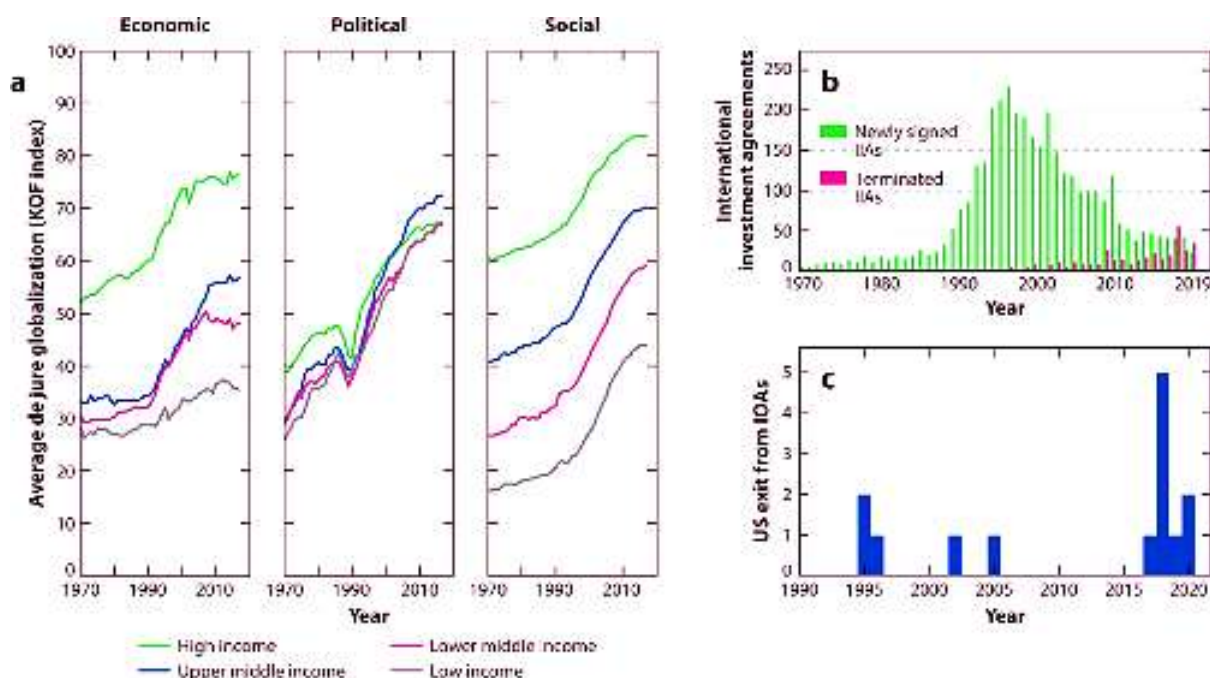 Economic
Political
Social
a
Average de jure globalization (KOF index)
100
90
80
70
60
50
40
30
20
10
0
1970 1990 2010
1970 1990 2010
1970 1990 2010
Year
High income
Upper middle income
Lower middle income
Low income
b
International
investment agreements
250
200
150
100
50
0
Newly signed
IIAs
Terminated
IIAs
1970 1980 1990 2000 2010 2019
Year
c
US exit from IOAs
5
4
3
2
1
0
1990 1995 2000 2005 2010 2015 2020
Year